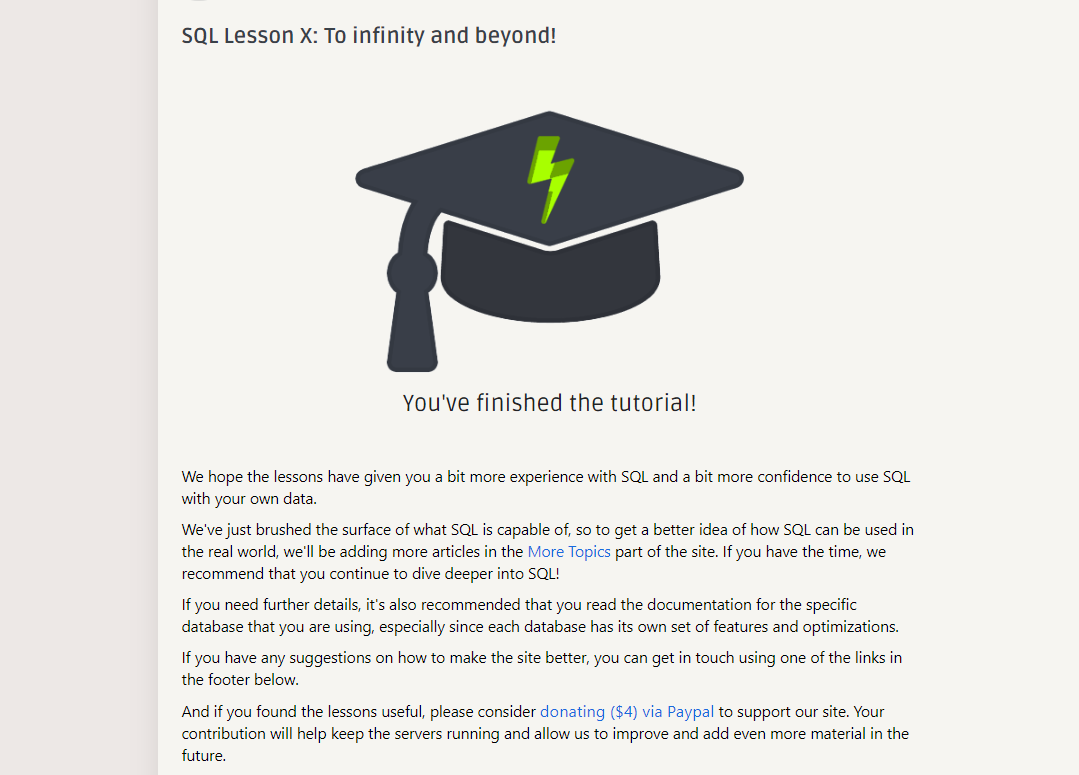 SQL Lesson X: To infinity and beyond!
You've finished the tutorial!
We hope the lessons have given you a bit more experience with SQL and a bit more confidence to use SQL
with your own data.
We've just brushed the surface of what SQL is capable of, so to get a better idea of how SQL can be used in
the real world, we'll be adding more articles in the More Topics part of the site. If you have the time, we
recommend that you continue to dive deeper into SQL!
If you need further details, it's also recommended that you read the documentation for the specific
database that you are using, especially since each database has its own set of features and optimizations.
If you have any suggestions on how to make the site better, you can get in touch using one of the links in
the footer below.
And if you found the lessons useful, please consider donating ($4) via Paypal to support our site. Your
contribution will help keep the servers running and allow us to improve and add even more material in the
future.